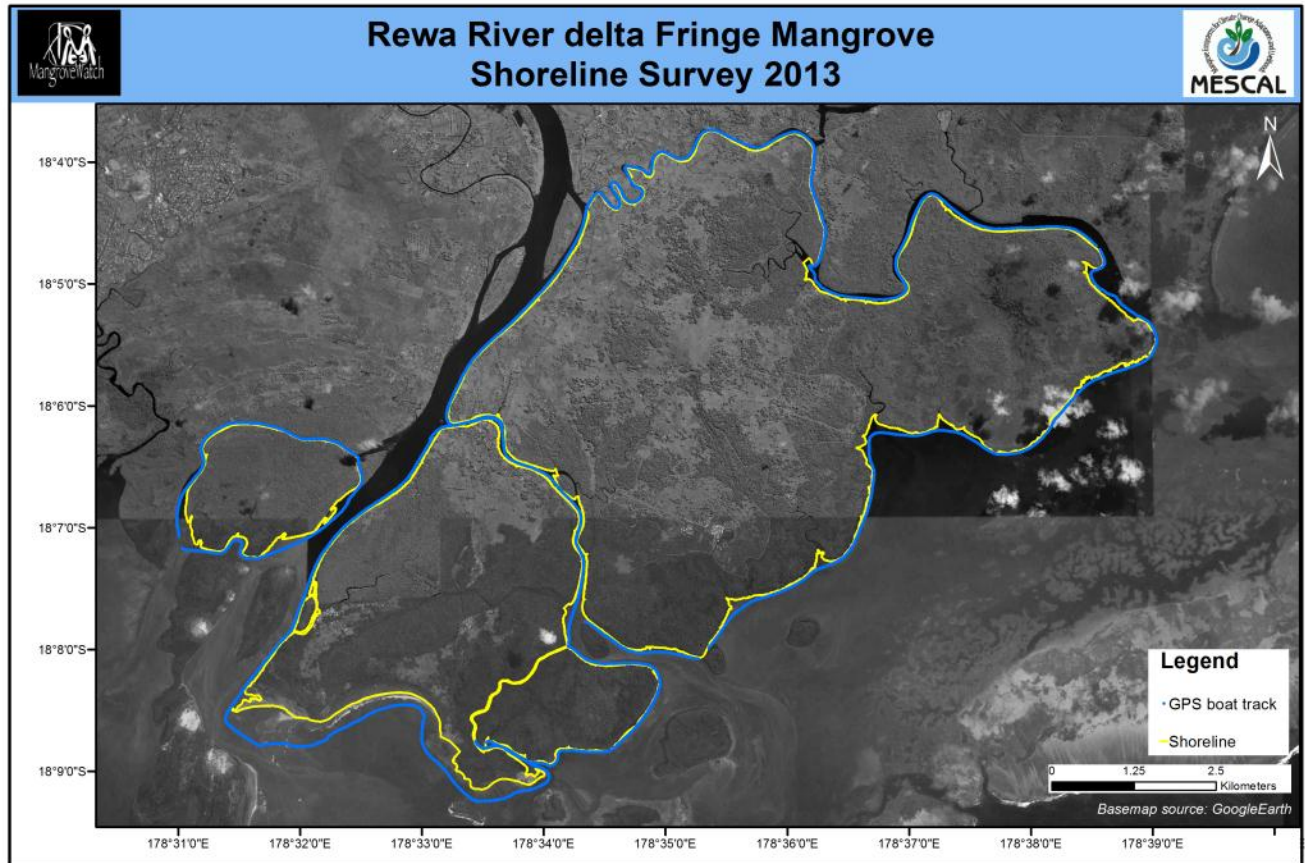 MangroveWatch
Rewa River delta Fringe Mangrove
Shoreline Survey 2013
MESCAL
N
18°4'0"S
18°5'0"S
18°6'0"S
18°7'0"S
18°8'0"S
18°9'0"S
Legend
GPS boat track
Shoreline
0 1.25 2.5
Kilometers
Basemap source: GoogleEarth
178°31'0"E 178°32'0"E 178°33'0"E 178°34'0"E 178°35'0"E 178°36'0"E 178°37'0"E 178°38'0"E 178°39'0"E